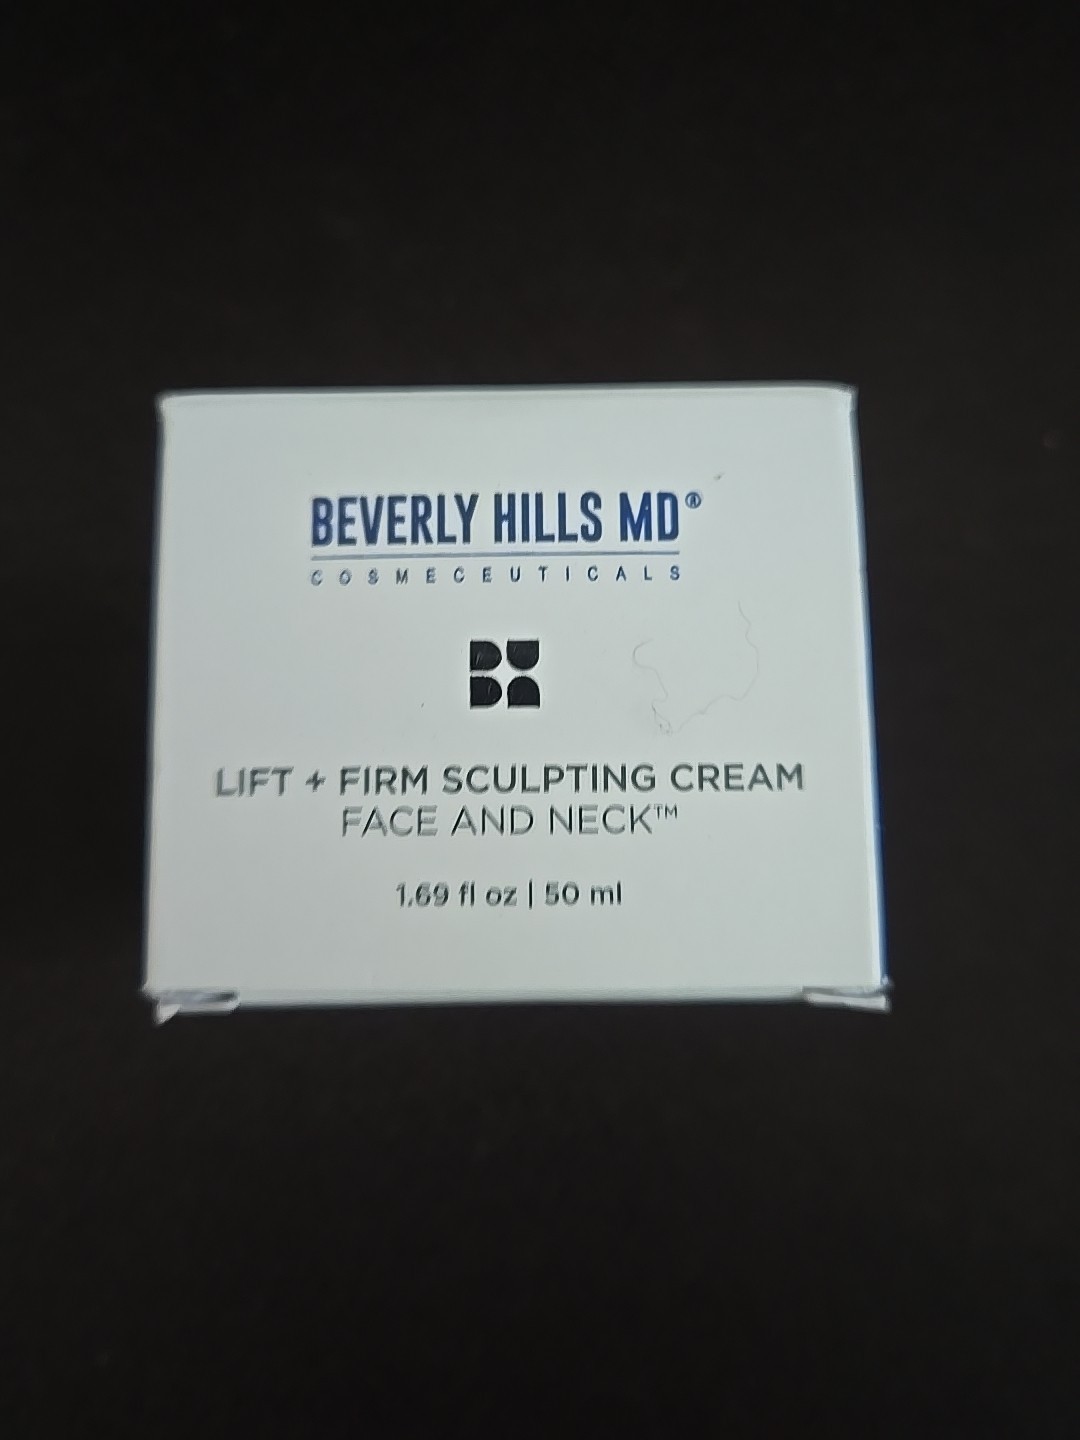 BEVERLY HILLS MD®
COSMECEUTICALS
LIFT + FIRM SCULPTING CREAM
FACE AND NECK™
1.69 fl oz | 50 ml